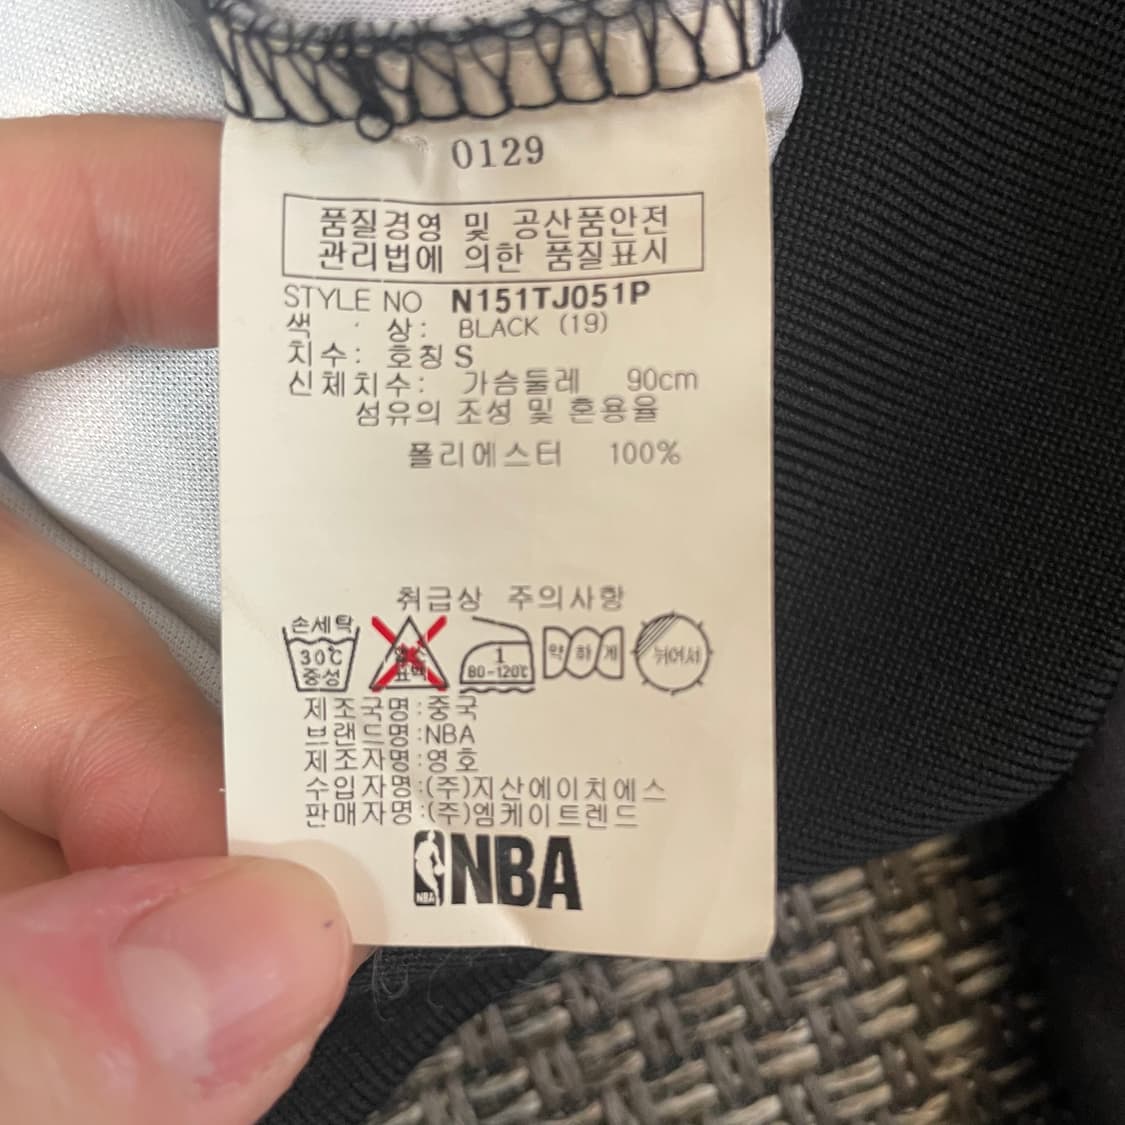 0129
품질경영 및 공산품안전
관리법에 의한 품질표시
STYLE NO N151TJ051P
색 상: BLACK (19)
치수: 호칭 S
신체치수: 가슴둘레 90cm
섬유의 조성 및 혼용율
폴리에스터 100%
취급상 주의사항
손세탁
30℃
중성
1
80-120℃
약하게
뉘어서
제조국명:중국
브랜드명:NBA
제조자명:영호
수입자명:(주)지산에이치에스
판매자명:(주)엠케이트렌드
NBA
NBA